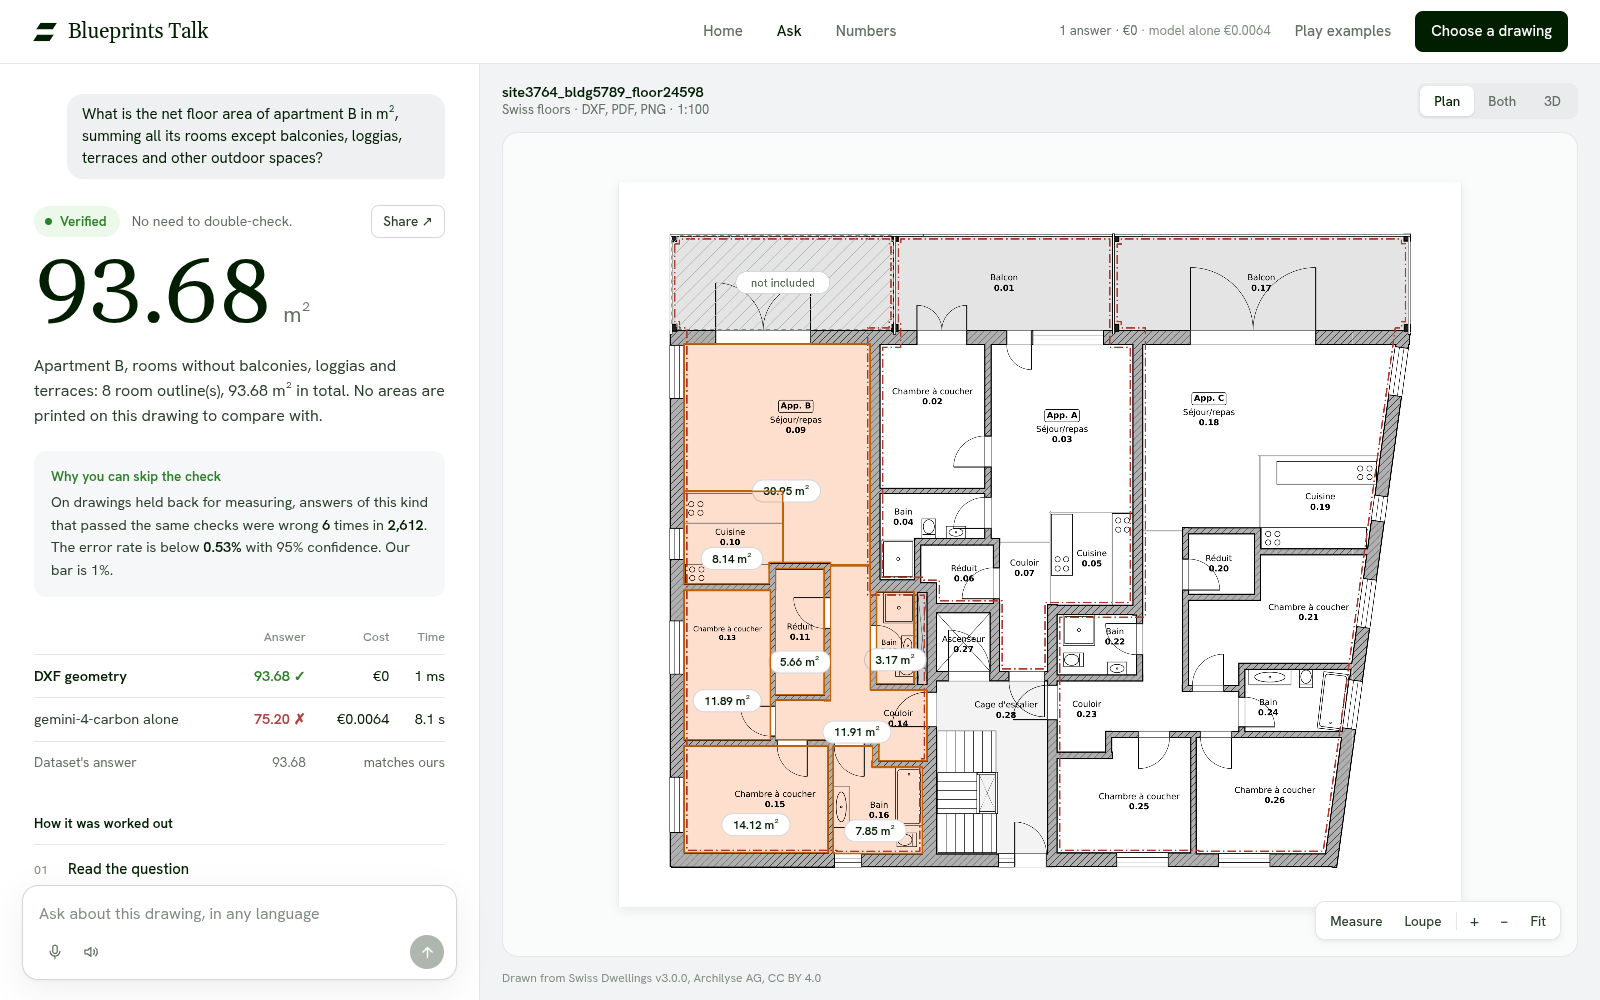 Blueprints Talk
Home
Ask
Numbers
1 answer · €0 · model alone €0.0064
Play examples
Choose a drawing
What is the net floor area of apartment B in m²,
summing all its rooms except balconies, loggias,
terraces and other outdoor spaces?
Verified
No need to double-check.
Share ↗
93.68 m²
Apartment B, rooms without balconies, loggias and
terraces: 8 room outline(s), 93.68 m² in total. No areas are
printed on this drawing to compare with.
Why you can skip the check
On drawings held back for measuring, answers of this kind
that passed the same checks were wrong 6 times in 2,612.
The error rate is below 0.53% with 95% confidence. Our
bar is 1%.
Answer Cost Time
DXF geometry 93.68 ✓ €0 1 ms
gemini-4-carbon alone 75.20 ✗ €0.0064 8.1 s
Dataset's answer 93.68 matches ours
How it was worked out
01 Read the question
Ask about this drawing, in any language
site3764_bldg5789_floor24598
Swiss floors · DXF, PDF, PNG · 1:100
Plan
Both
3D
not included
Balcon
0.01
Balcon
0.17
App. B
Séjour/repas
0.09
30.95 m²
Chambre à coucher
0.02
App. A
Séjour/repas
0.03
App. C
Séjour/repas
0.18
Cuisine
0.10
8.14 m²
Bain
0.04
Cuisine
0.19
Réduit
0.06
Couloir
0.07
Cuisine
0.05
Réduit
0.20
Chambre à coucher
0.13
11.89 m²
Réduit
0.11
5.66 m²
Bain
3.17 m²
Ascenseur
0.27
Bain
0.22
Chambre à coucher
0.21
Couloir
0.14
11.91 m²
Cage d'escalier
0.28
Couloir
0.23
Bain
0.24
Chambre à coucher
0.15
14.12 m²
Bain
0.16
7.85 m²
Chambre à coucher
0.25
Chambre à coucher
0.26
Measure
Loupe
+
−
Fit
Drawn from Swiss Dwellings v3.0.0, Archilyse AG, CC BY 4.0